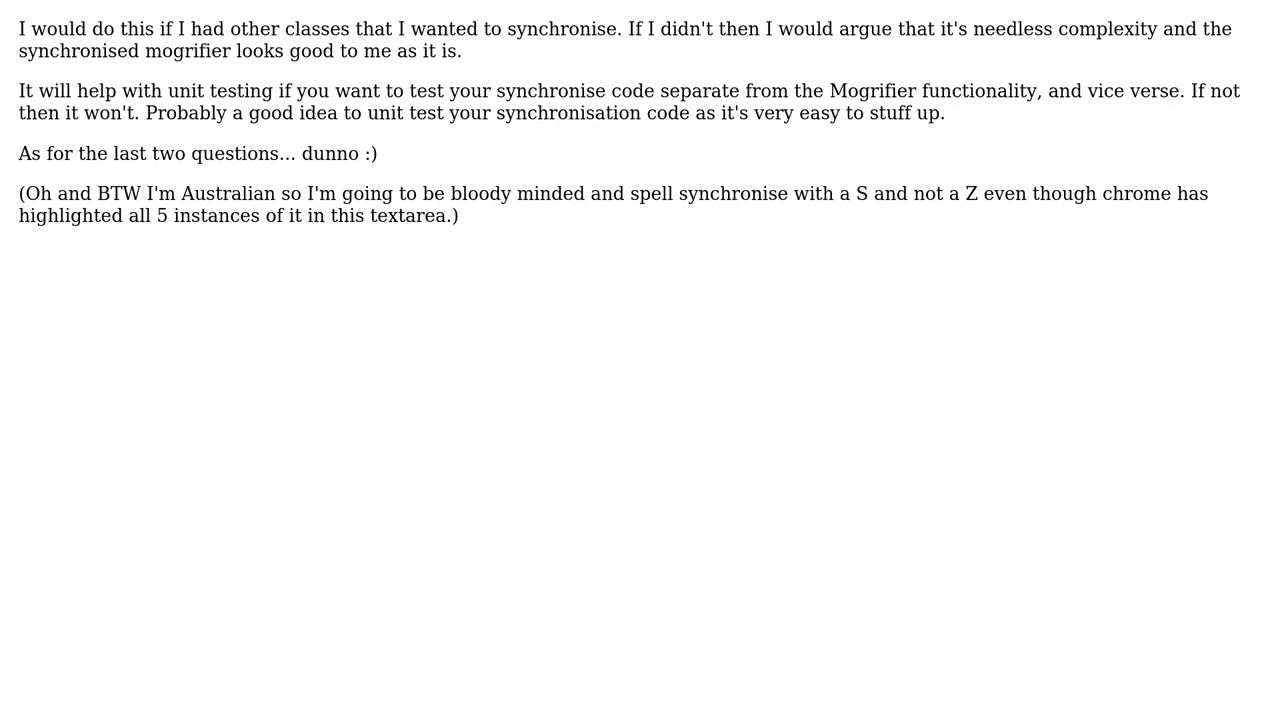 I would do this if I had other classes that I wanted to synchronise. If I didn't then I would argue that it's needless complexity and the
synchronised mogrifier looks good to me as it is.
It will help with unit testing if you want to test your synchronise code separate from the Mogrifier functionality, and vice verse. If not
then it won't. Probably a good idea to unit test your synchronisation code as it's very easy to stuff up.
As for the last two questions... dunno :)
(Oh and BTW I'm Australian so I'm going to be bloody minded and spell synchronise with a S and not a Z even though chrome has
highlighted all 5 instances of it in this textarea.)